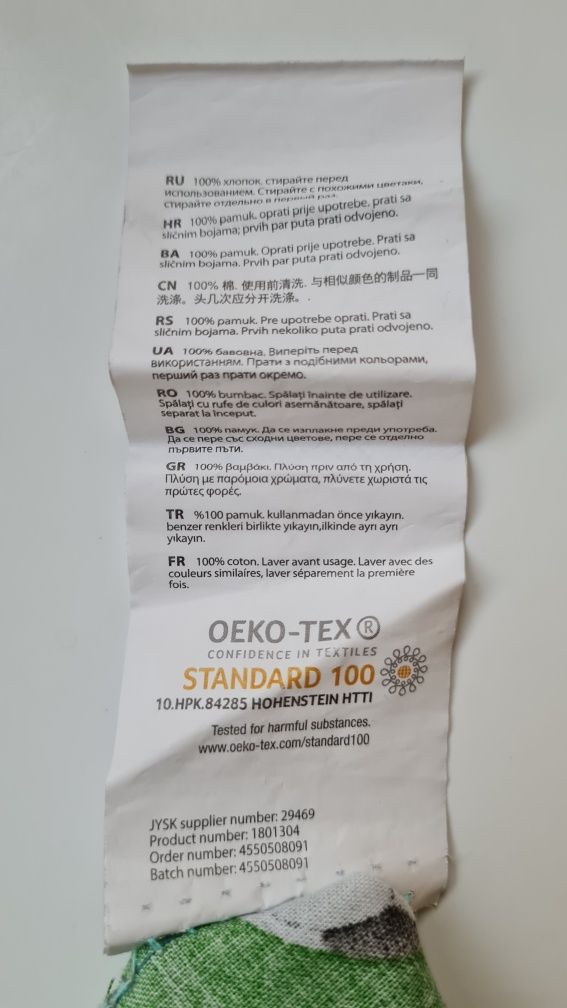 RU 100% хлопок. стирайте перед
использованием. Стирайте с похожими цветами,
стирайте отдельно в первый раз.
HR 100% pamuk. oprati prije upotrebe. prati sa
sličnim bojama; prvih par puta prati odvojeno.
BA 100% pamuk. Oprati prije upotrebe. Prati sa
sličnim bojama. Prvih par puta prati odvojeno.
CN 100% 棉. 使用前清洗. 与相似颜色的制品一同
洗涤。头几次应分开洗涤。.
RS 100% pamuk. Pre upotrebe oprati. Prati sa
sličnim bojama. Prvih nekoliko puta prati odvojeno.
UA 100% бавовна. Виперіть перед
використанням. Прати з подібними кольорами,
перший раз прати окремо.
RO 100% bumbac. Spălați înainte de utilizare.
Spălați cu rufe de culori asemănătoare, spălați
separat la început.
BG 100% памук. Да се изплакне преди употреба.
Да се пере със сходни цветове, пере се отделно
първите пъти.
GR 100% βαμβάκι. Πλύση πριν από τη χρήση.
Πλύση με παρόμοια χρώματα, πλύνετε χωριστά τις
πρώτες φορές.
TR %100 pamuk. kullanmadan önce yıkayın.
benzer renkleri birlikte yıkayın,ilkinde ayrı ayrı
yıkayın.
FR 100% coton. Laver avant usage. Laver avec des
couleurs similaires, laver séparement la première
fois.
OEKO-TEX®
CONFIDENCE IN TEXTILES
STANDARD 100
10.HPK.84285 HOHENSTEIN HTTI
Tested for harmful substances.
www.oeko-tex.com/standard100
JYSK supplier number: 29469
Product number: 1801304
Order number: 4550508091
Batch number: 4550508091